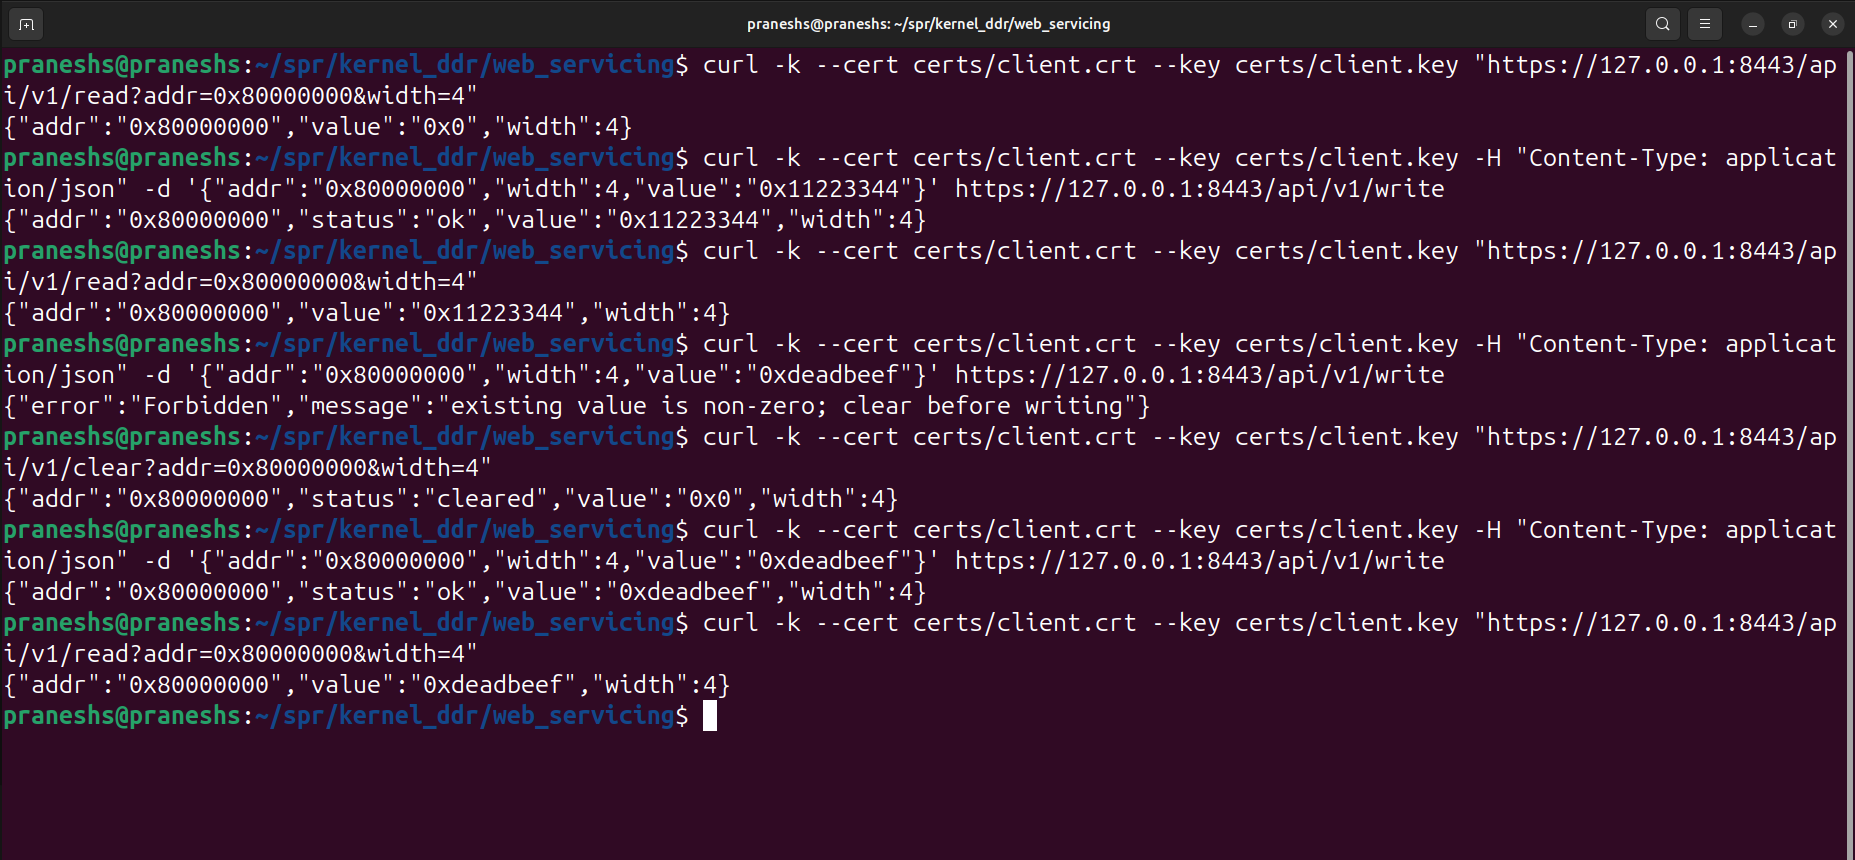 praneshs@praneshs: ~/spr/kernel_ddr/web_servicing
praneshs@praneshs:~/spr/kernel_ddr/web_servicing$ curl -k --cert certs/client.crt --key certs/client.key "https://127.0.0.1:8443/ap
i/v1/read?addr=0x80000000&width=4"
{"addr":"0x80000000","value":"0x0","width":4}
praneshs@praneshs:~/spr/kernel_ddr/web_servicing$ curl -k --cert certs/client.crt --key certs/client.key -H "Content-Type: applicat
ion/json" -d '{"addr":"0x80000000","width":4,"value":"0x11223344"}' https://127.0.0.1:8443/api/v1/write
{"addr":"0x80000000","status":"ok","value":"0x11223344","width":4}
praneshs@praneshs:~/spr/kernel_ddr/web_servicing$ curl -k --cert certs/client.crt --key certs/client.key "https://127.0.0.1:8443/ap
i/v1/read?addr=0x80000000&width=4"
{"addr":"0x80000000","value":"0x11223344","width":4}
praneshs@praneshs:~/spr/kernel_ddr/web_servicing$ curl -k --cert certs/client.crt --key certs/client.key -H "Content-Type: applicat
ion/json" -d '{"addr":"0x80000000","width":4,"value":"0xdeadbeef"}' https://127.0.0.1:8443/api/v1/write
{"error":"Forbidden","message":"existing value is non-zero; clear before writing"}
praneshs@praneshs:~/spr/kernel_ddr/web_servicing$ curl -k --cert certs/client.crt --key certs/client.key "https://127.0.0.1:8443/ap
i/v1/clear?addr=0x80000000&width=4"
{"addr":"0x80000000","status":"cleared","value":"0x0","width":4}
praneshs@praneshs:~/spr/kernel_ddr/web_servicing$ curl -k --cert certs/client.crt --key certs/client.key -H "Content-Type: applicat
ion/json" -d '{"addr":"0x80000000","width":4,"value":"0xdeadbeef"}' https://127.0.0.1:8443/api/v1/write
{"addr":"0x80000000","status":"ok","value":"0xdeadbeef","width":4}
praneshs@praneshs:~/spr/kernel_ddr/web_servicing$ curl -k --cert certs/client.crt --key certs/client.key "https://127.0.0.1:8443/ap
i/v1/read?addr=0x80000000&width=4"
{"addr":"0x80000000","value":"0xdeadbeef","width":4}
praneshs@praneshs:~/spr/kernel_ddr/web_servicing$